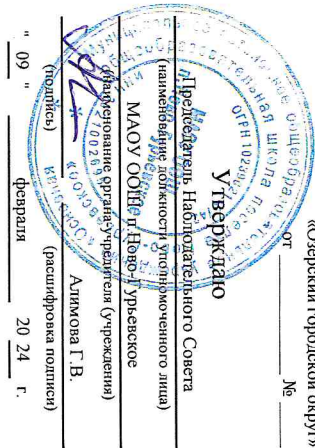 «Озерский городской округ»
от № 
Утверждаю
Председатель Наблюдательного Совета
(наименование должности уполномоченного лица)
МАОУ ООШ п. Ново-Гурьевское
(наименование органа-учредителя (учреждения)
Алимова Г.В.
(подпись) (расшифровка подписи)
" 09 " февраля 20 24 г.